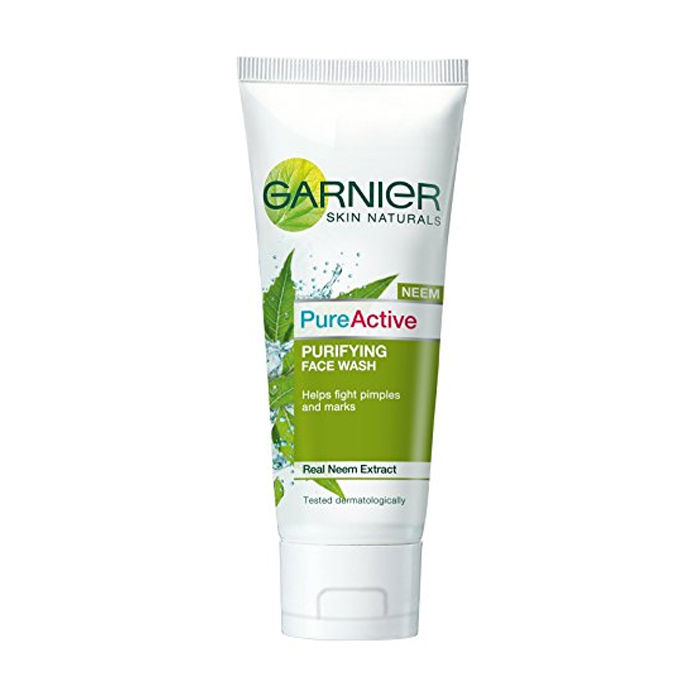 GARNIER
SKIN NATURALS
NEEM
PureActive
PURIFYING
FACE WASH
Helps fight pimples
and marks
Real Neem Extract
Tested dermatologically